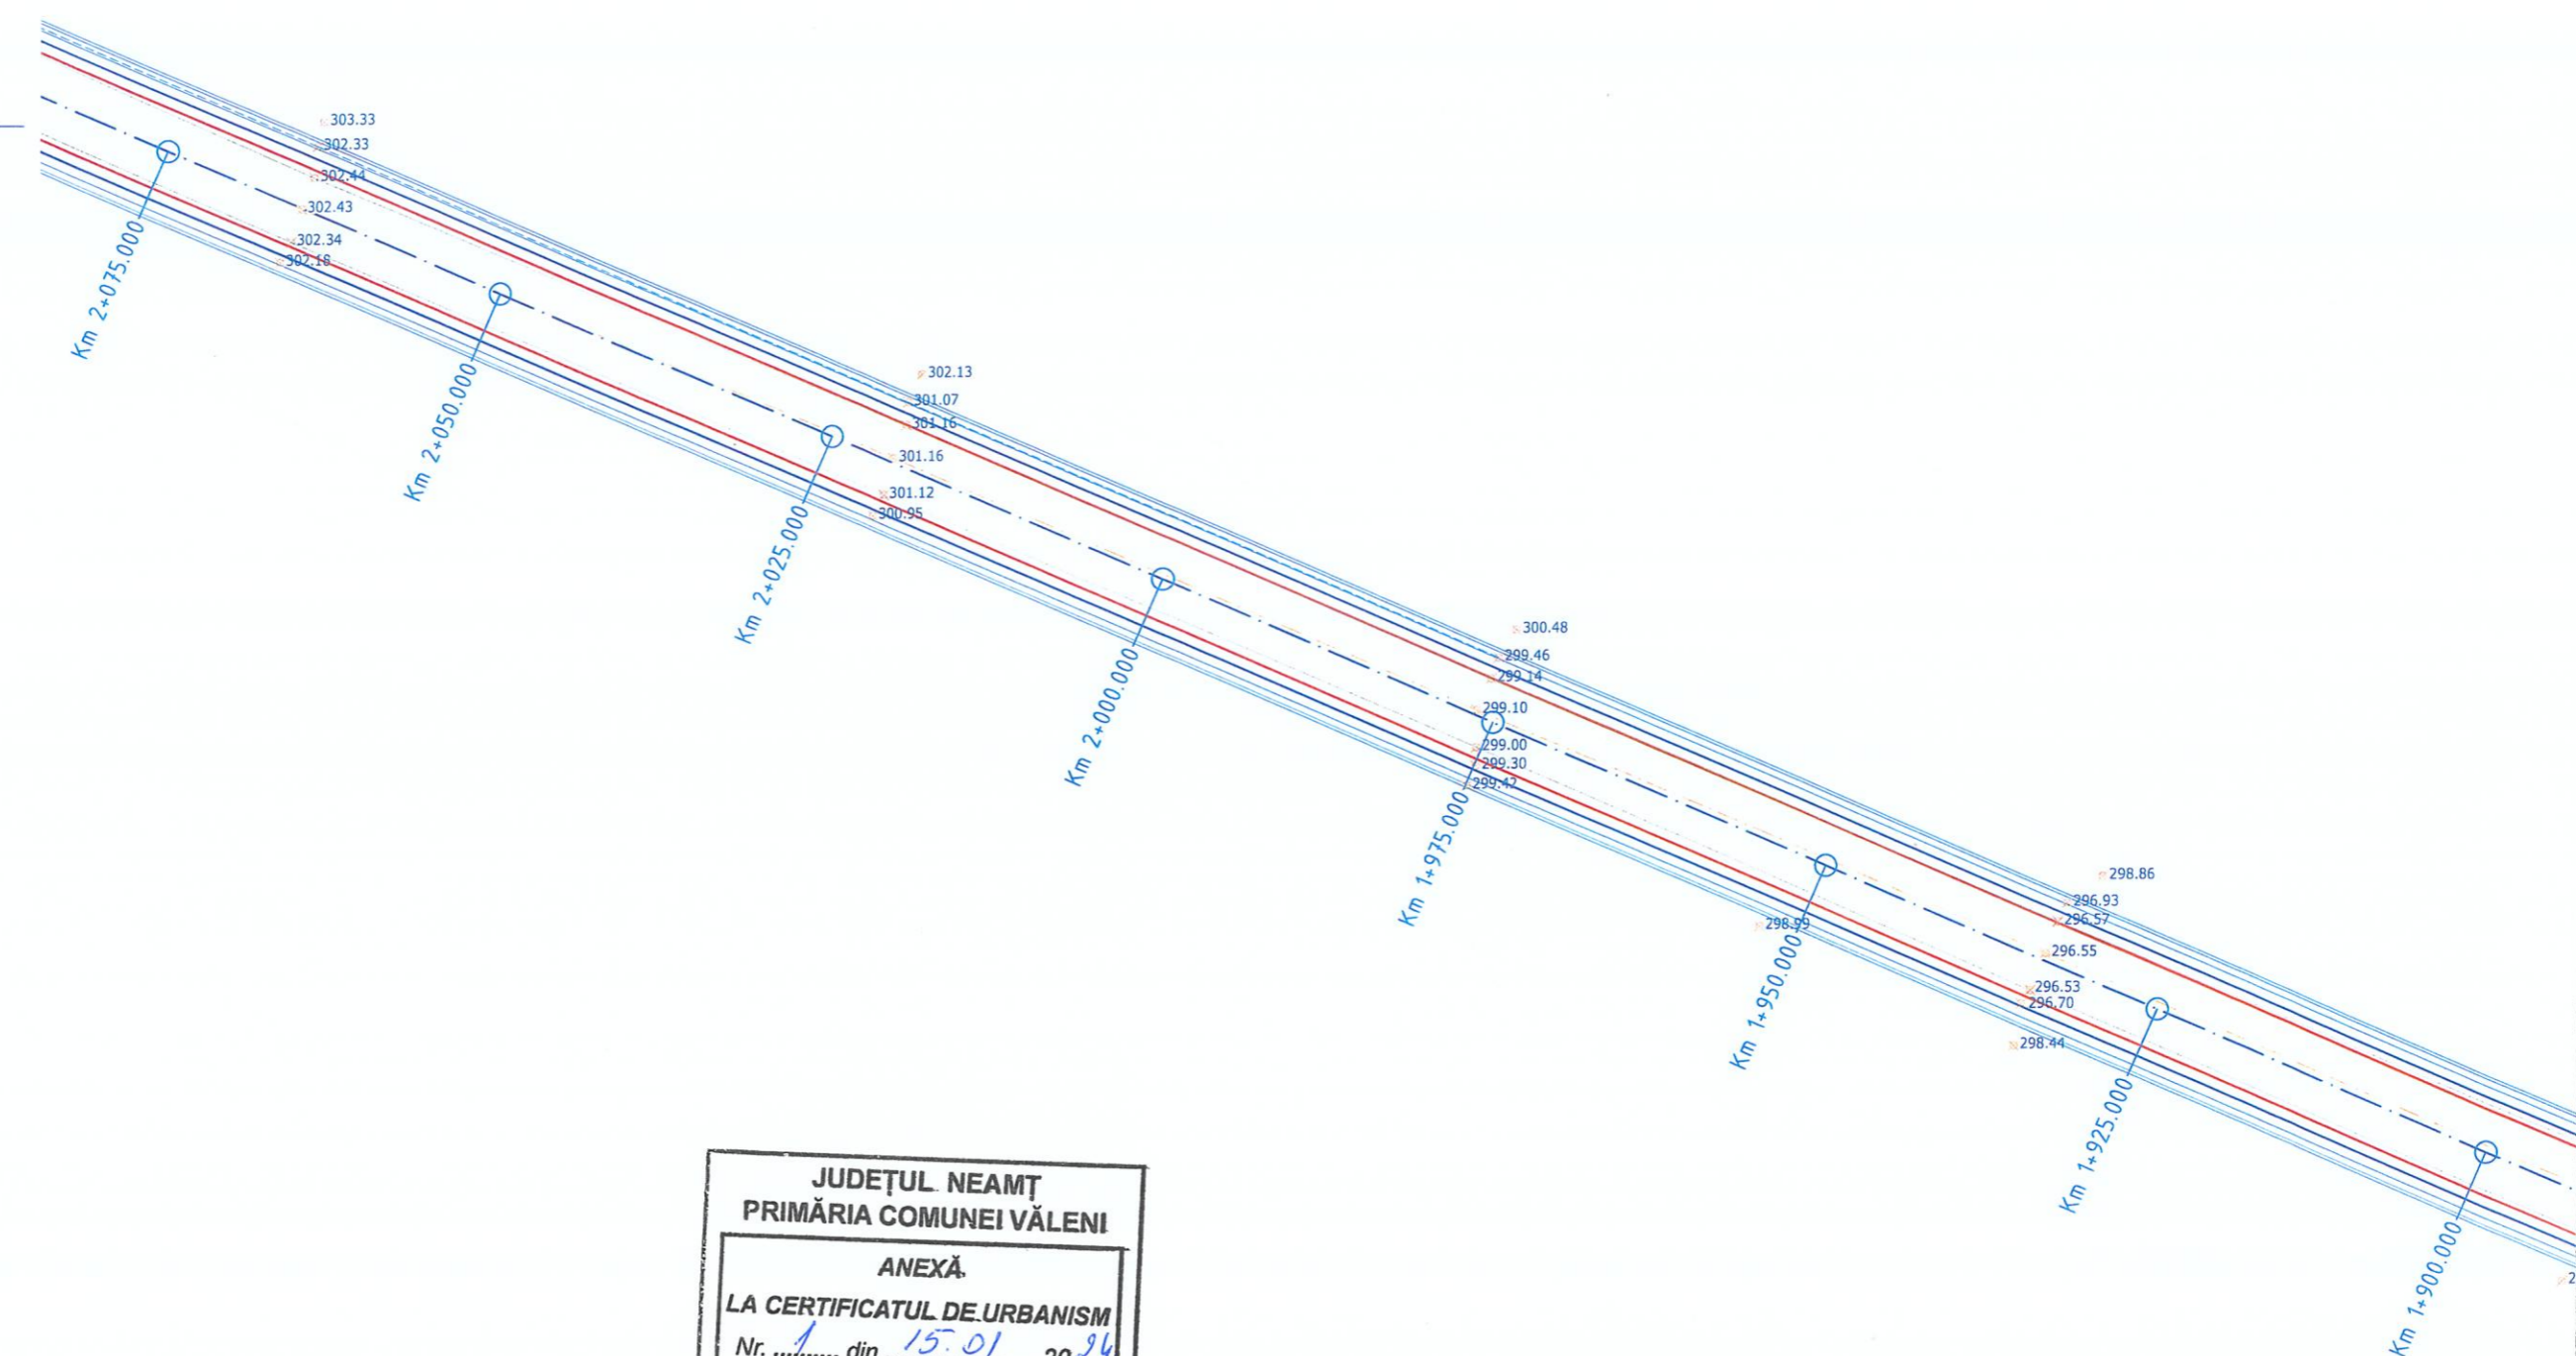 303.33
302.33
302.44
302.43
302.34
302.18
Km 2+075.000
Km 2+050.000
302.13
301.07
301.16
301.16
301.12
300.95
Km 2+025.000
Km 2+000.000
300.48
299.46
299.14
299.10
299.00
299.30
299.42
Km 1+975.000
298.99
Km 1+950.000
298.86
296.93
296.57
296.55
296.53
296.70
298.44
Km 1+925.000
Km 1+900.000
JUDEȚUL NEAMȚ
PRIMĂRIA COMUNEI VĂLENI
ANEXĂ
LA CERTIFICATUL DE URBANISM
Nr. 1 din 15.01 2024